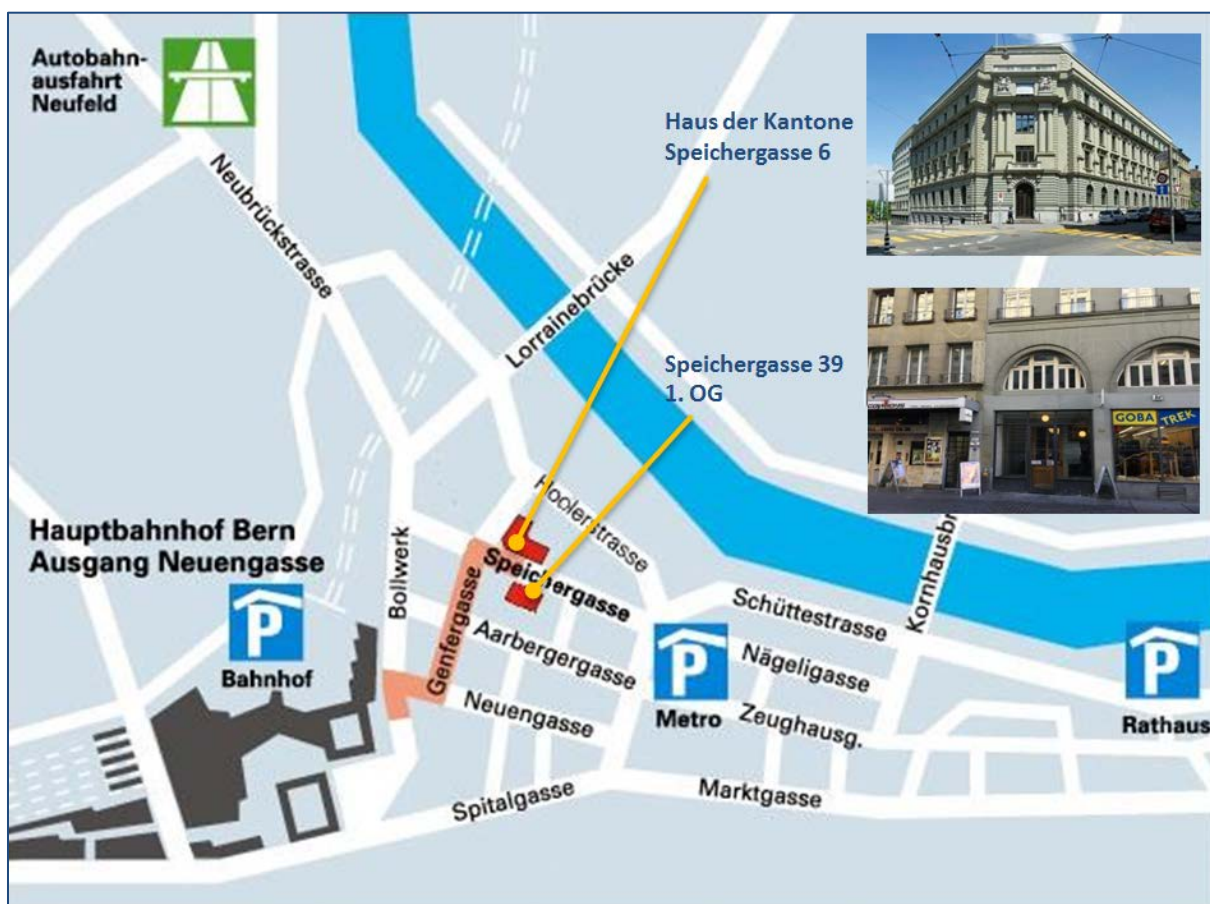 Autobahn-
ausfahrt
Neufeld
Haus der Kantone
Speichergasse 6
Neubrückstrasse
Lorrainebrücke
Speichergasse 39
1. OG
GOBA
TREK
Hauptbahnhof Bern
Ausgang Neuengasse
P
Bahnhof
Bollwerk
Genfergasse
Speichergasse
Hodlerstrasse
Aarbergergasse
Neuengasse
P
Metro
Schüttestrasse
Nägeligasse
Zeughausg.
Kornhausbr
P
Rathaus
Spitalgasse
Marktgasse